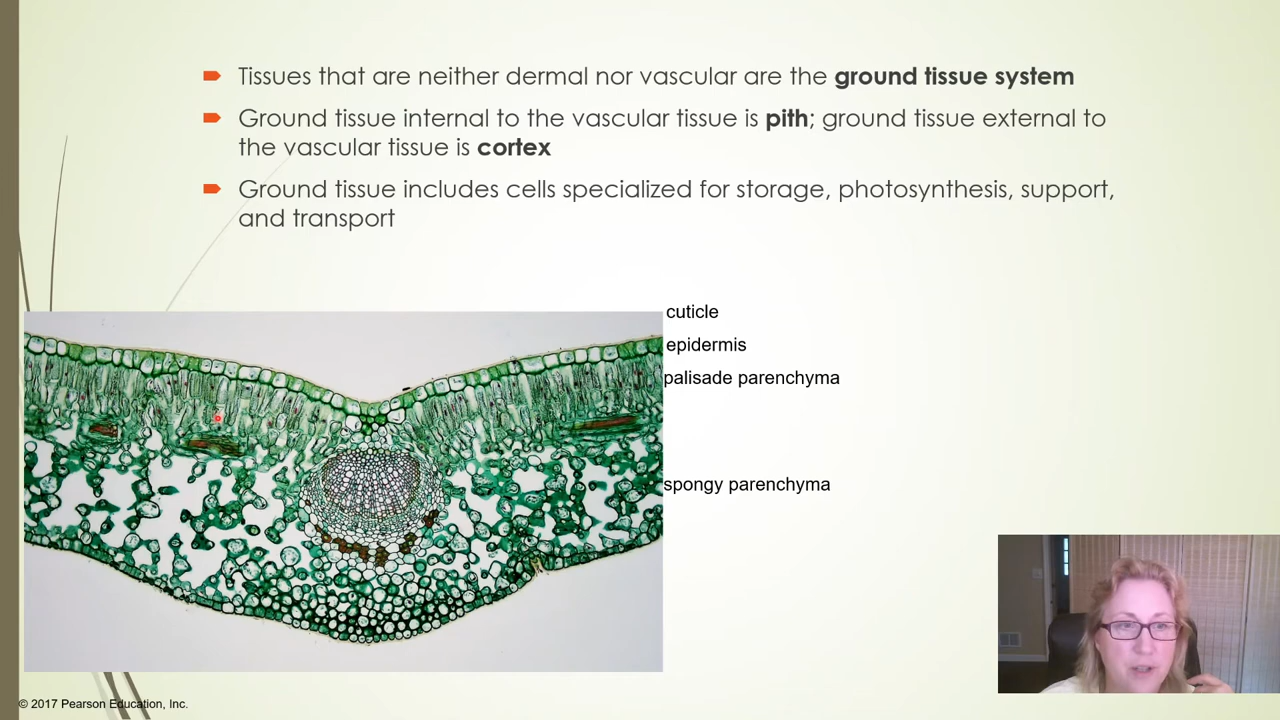 Tissues that are neither dermal nor vascular are the ground tissue system
Ground tissue internal to the vascular tissue is pith; ground tissue external to
the vascular tissue is cortex
Ground tissue includes cells specialized for storage, photosynthesis, support,
and transport
cuticle
epidermis
palisade parenchyma
spongy parenchyma
© 2017 Pearson Education, Inc.